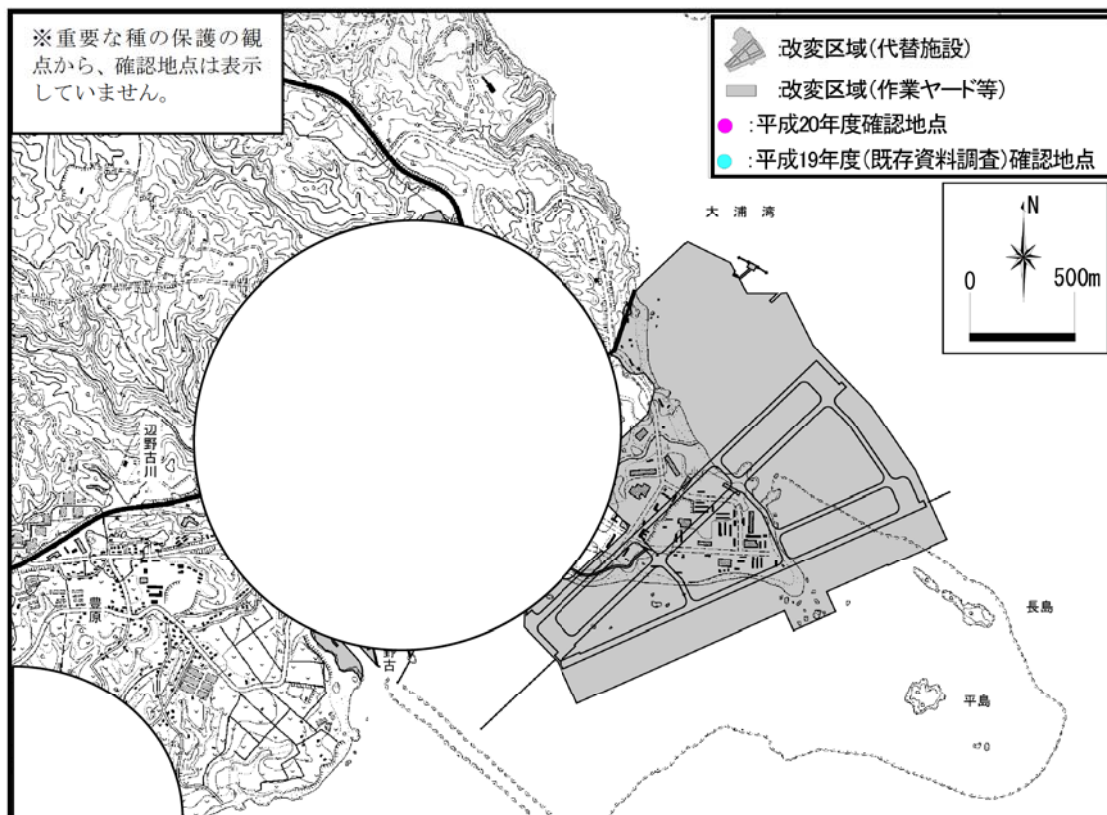 ※重要な種の保護の観
点から、確認地点は表示
していません。
:改変区域(代替施設)
:改変区域(作業ヤード等)
:平成20年度確認地点
:平成19年度(既存資料調査)確認地点
N
0 500m
大浦湾
辺野古川
豊原
野古
長島
平島